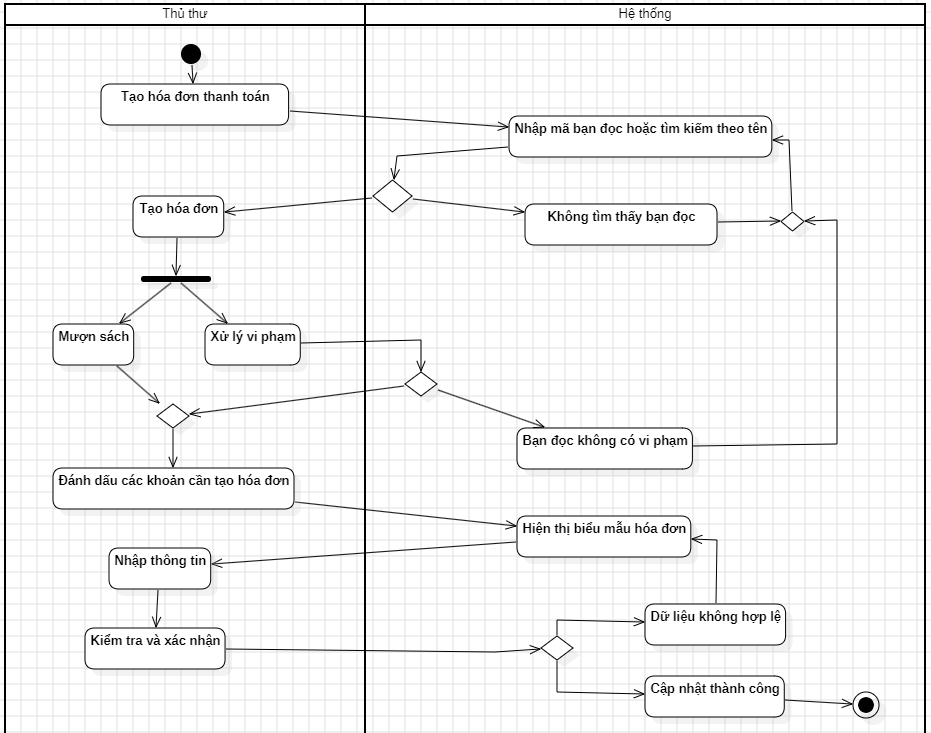 Thủ thư
Hệ thống
Tạo hóa đơn thanh toán
Nhập mã bạn đọc hoặc tìm kiếm theo tên
Tạo hóa đơn
Không tìm thấy bạn đọc
Mượn sách
Xử lý vi phạm
Bạn đọc không có vi phạm
Đánh dấu các khoản cần tạo hóa đơn
Hiện thị biểu mẫu hóa đơn
Nhập thông tin
Dữ liệu không hợp lệ
Kiểm tra và xác nhận
Cập nhật thành công